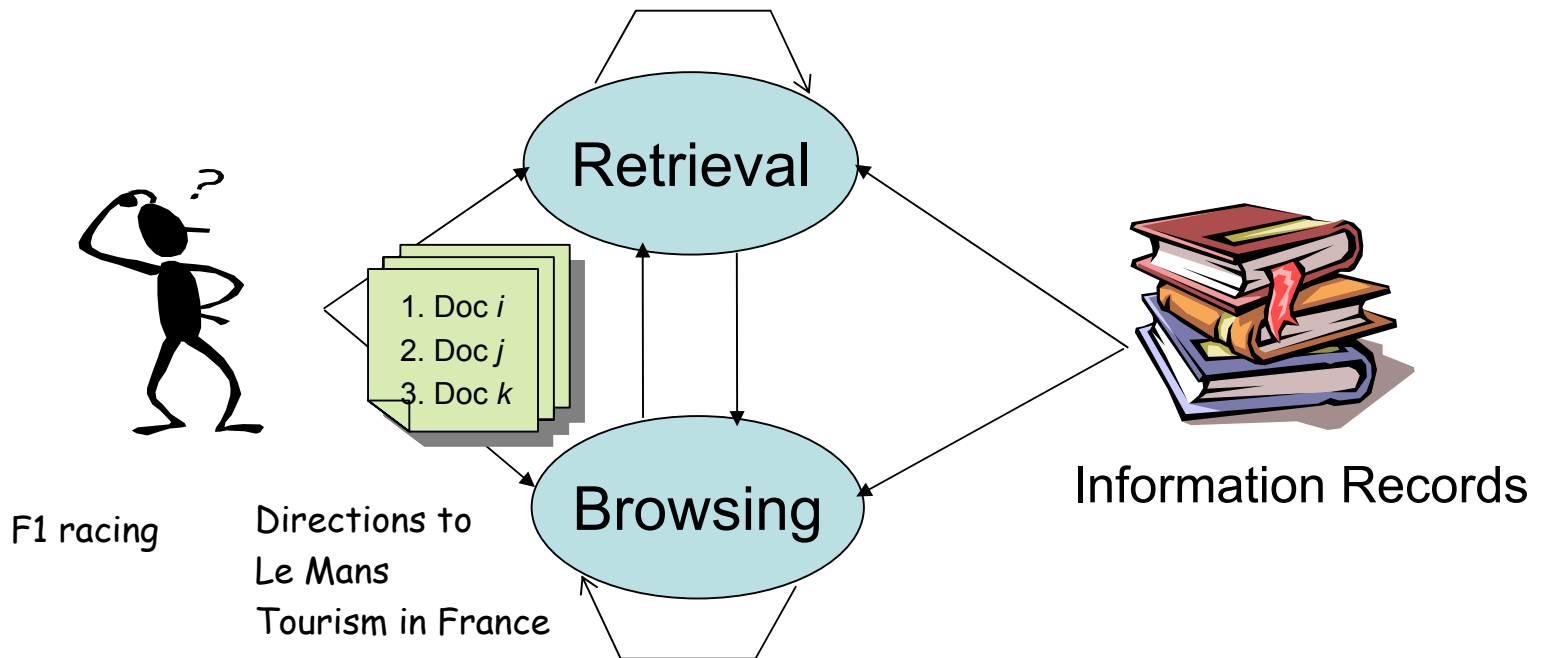 Retrieval
?
1. Doc i
2. Doc j
3. Doc k
Browsing
Information Records
F1 racing
Directions to
Le Mans
Tourism in France